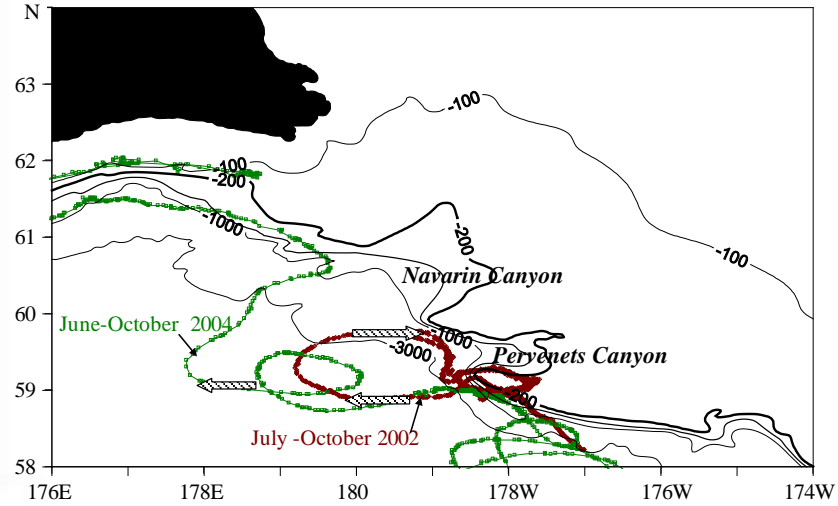 N
63
62
61
60
59
58
176E
178E
180
178W
176W
174W
-100
-100
-200
-1000
-200
-100
Navarin Canyon
June-October  2004
-1000
-3000
Pervenets Canyon
-200
July -October 2002